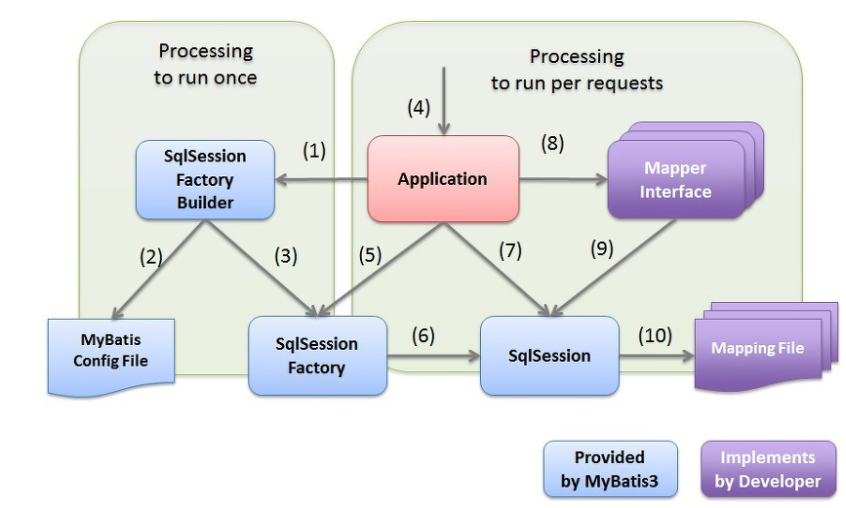 Processing
to run once
Processing
to run per requests
(4)
(1)
(8)
SqlSession
Factory
Builder
Application
Mapper
Interface
(2)
(3)
(5)
(7)
(9)
MyBatis
Config File
SqlSession
Factory
(6)
SqlSession
(10)
Mapping File
Provided
by MyBatis3
Implements
by Developer